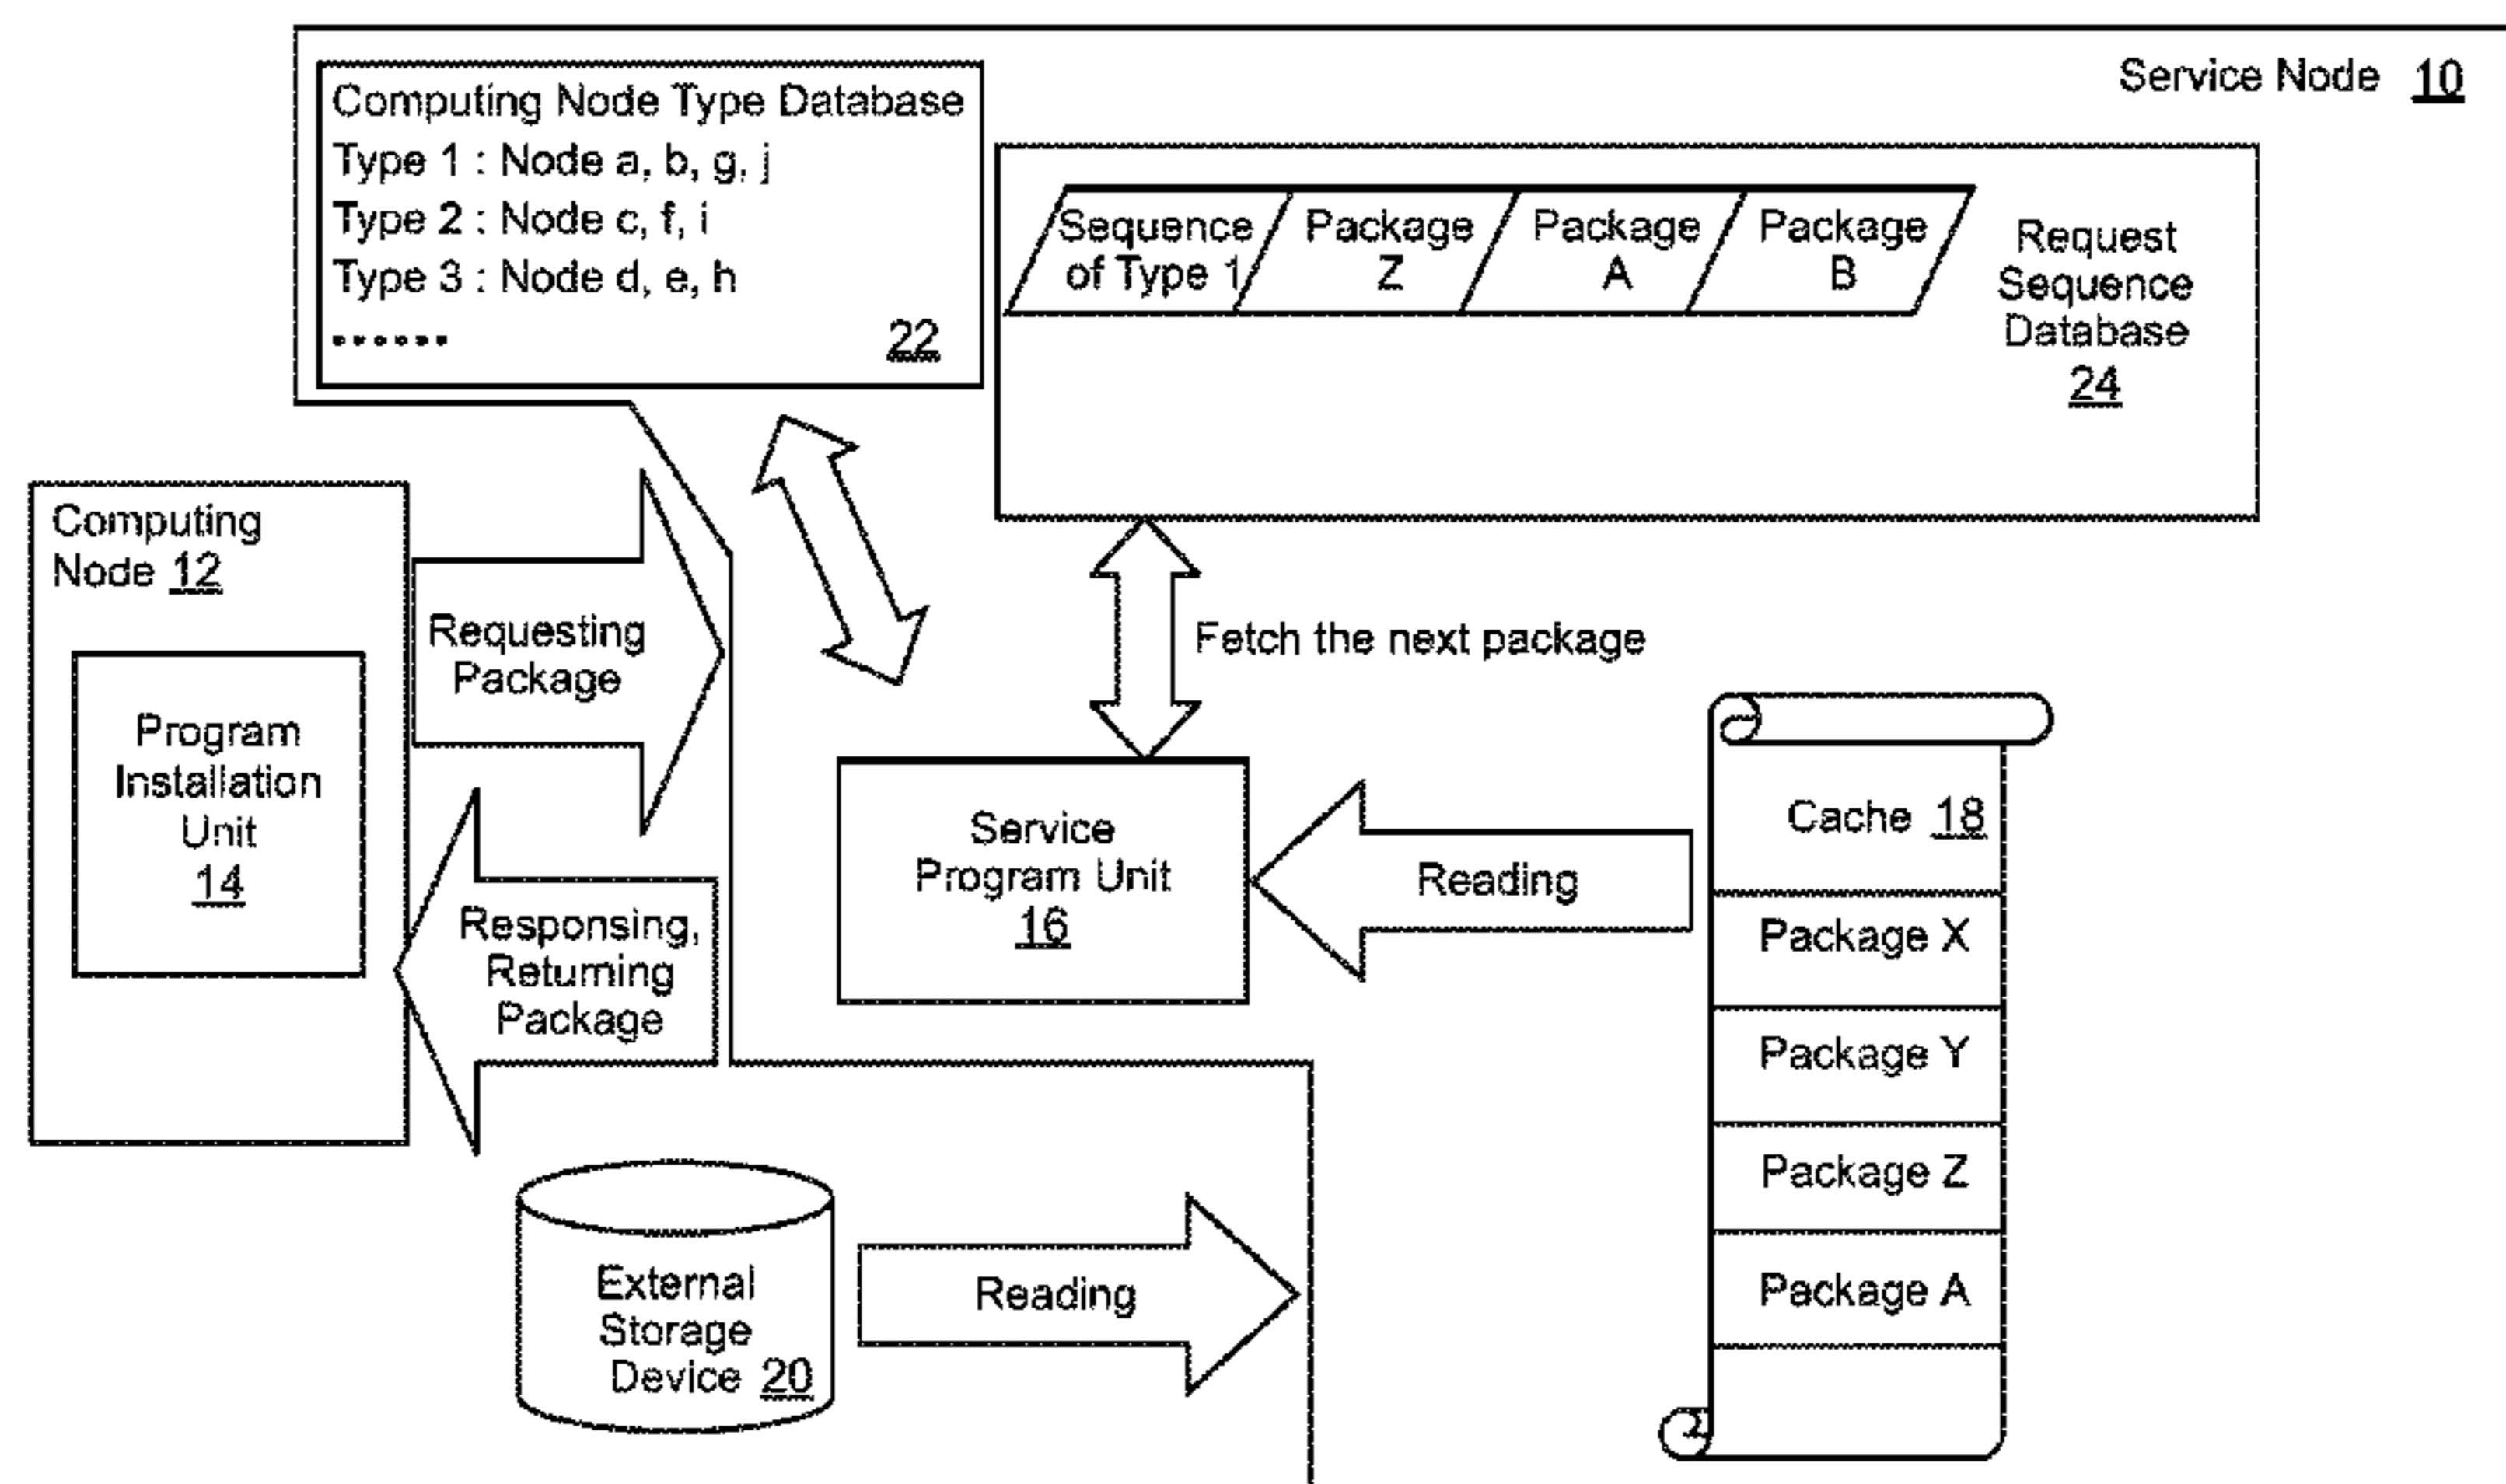 Service Node 10
Computing Node Type Database
Type 1 : Node a, b, g, j
Type 2 : Node c, f, i
Type 3 : Node d, e, h
......
22
Sequence
of Type 1
Package
Z
Package
A
Package
B
Request
Sequence
Database
24
Computing
Node 12
Program
Installation
Unit
14
Requesting
Package
Responsing,
Returning
Package
Fetch the next package
Service
Program Unit
16
Reading
Cache 18
Package X
Package Y
Package Z
Package A
External
Storage
Device 20
Reading